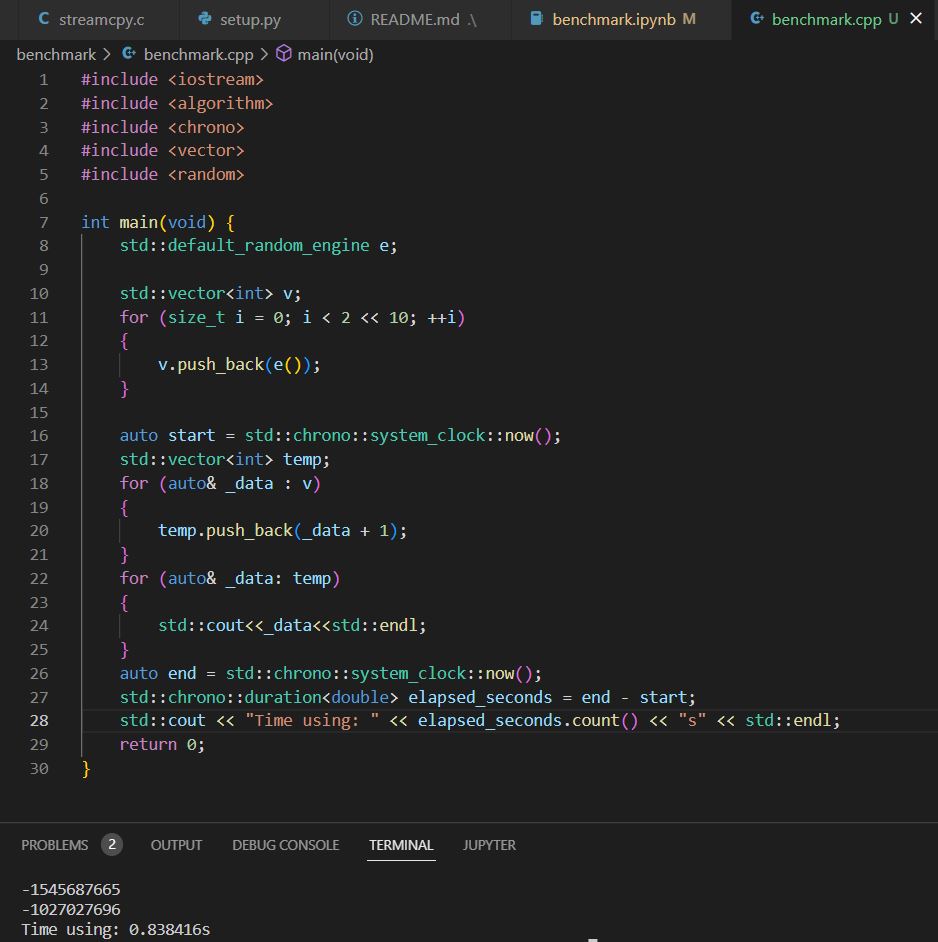 streamcpy.c setup.py README.md .\ benchmark.ipynb M benchmark.cpp U
benchmark > benchmark.cpp > main(void)
1 #include <iostream>
2 #include <algorithm>
3 #include <chrono>
4 #include <vector>
5 #include <random>
6
7 int main(void) {
8 std::default_random_engine e;
9
10 std::vector<int> v;
11 for (size_t i = 0; i < 2 << 10; ++i)
12 {
13 v.push_back(e());
14 }
15
16 auto start = std::chrono::system_clock::now();
17 std::vector<int> temp;
18 for (auto& _data : v)
19 {
20 temp.push_back(_data + 1);
21 }
22 for (auto& _data: temp)
23 {
24 std::cout<<_data<<std::endl;
25 }
26 auto end = std::chrono::system_clock::now();
27 std::chrono::duration<double> elapsed_seconds = end - start;
28 std::cout << "Time using: " << elapsed_seconds.count() << "s" << std::endl;
29 return 0;
30 }
PROBLEMS 2 OUTPUT DEBUG CONSOLE TERMINAL JUPYTER
-1545687665
-1027027696
Time using: 0.838416s